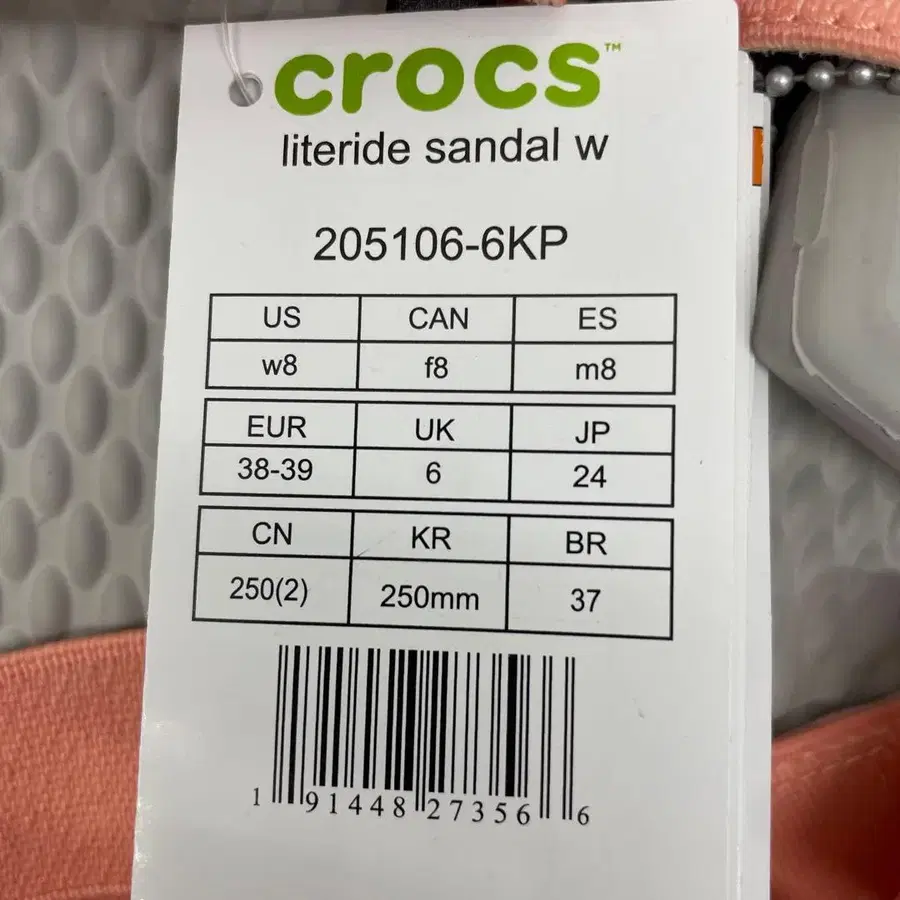 crocs™
literide sandal w
205106-6KP
US CAN ES
w8 f8 m8
EUR UK JP
38-39 6 24
CN KR BR
250(2) 250mm 37
1 91448 27356 6